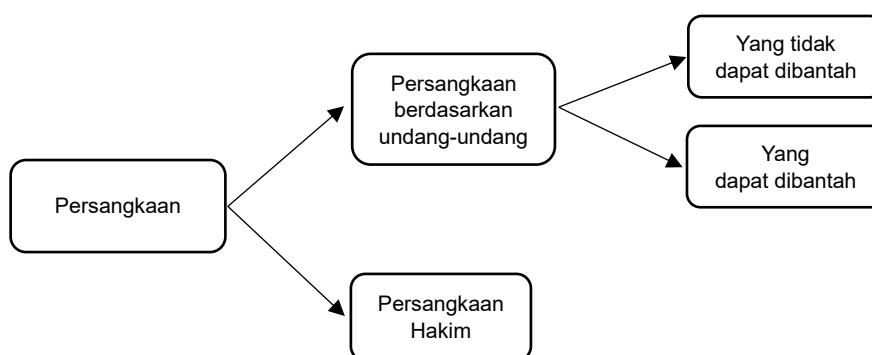 Persangkaan
Persangkaan
berdasarkan
undang-undang
Yang tidak
dapat dibantah
Yang
dapat dibantah
Persangkaan
Hakim